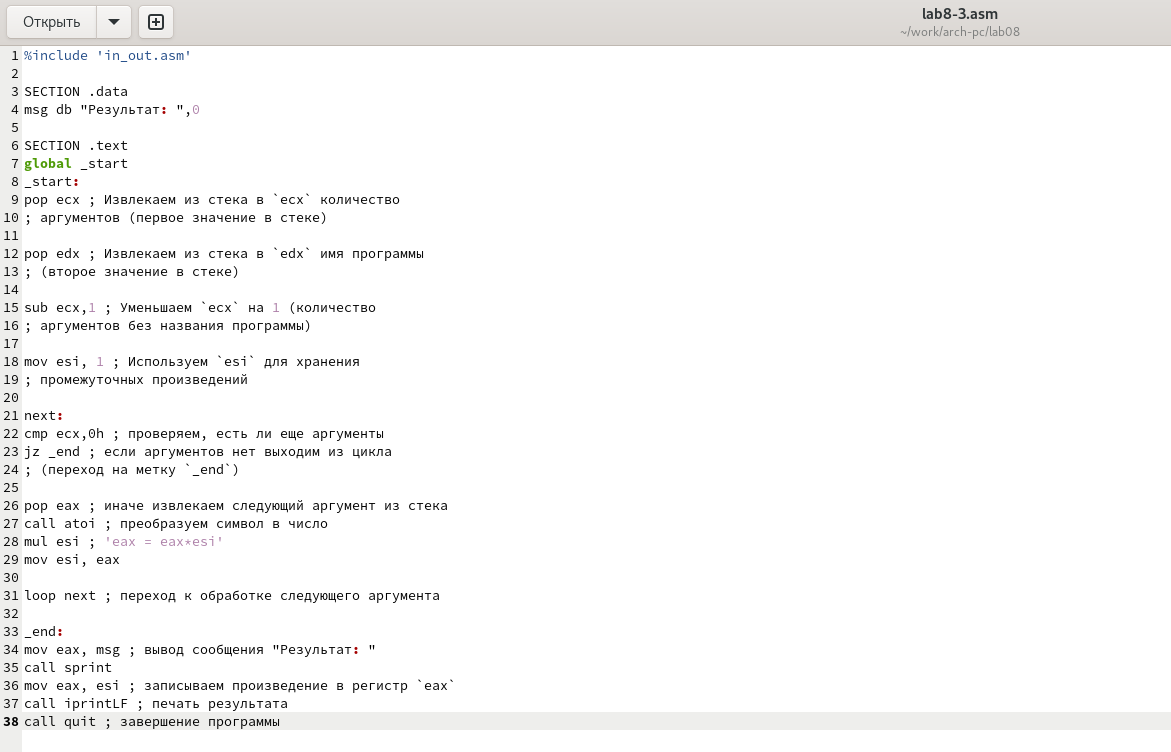 Открыть
lab8-3.asm
~/work/arch-pc/lab08
1 %include 'in_out.asm'
2
3 SECTION .data
4 msg db "Результат: ",0
5
6 SECTION .text
7 global _start
8 _start:
9 pop ecx ; Извлекаем из стека в `ecx` количество
10 ; аргументов (первое значение в стеке)
11
12 pop edx ; Извлекаем из стека в `edx` имя программы
13 ; (второе значение в стеке)
14
15 sub ecx,1 ; Уменьшаем `ecx` на 1 (количество
16 ; аргументов без названия программы)
17
18 mov esi, 1 ; Используем `esi` для хранения
19 ; промежуточных произведений
20
21 next:
22 cmp ecx,0h ; проверяем, есть ли еще аргументы
23 jz _end ; если аргументов нет выходим из цикла
24 ; (переход на метку `_end`)
25
26 pop eax ; иначе извлекаем следующий аргумент из стека
27 call atoi ; преобразуем символ в число
28 mul esi ; 'eax = eax*esi'
29 mov esi, eax
30
31 loop next ; переход к обработке следующего аргумента
32
33 _end:
34 mov eax, msg ; вывод сообщения "Результат: "
35 call sprint
36 mov eax, esi ; записываем произведение в регистр `eax`
37 call iprintLF ; печать результата
38 call quit ; завершение программы